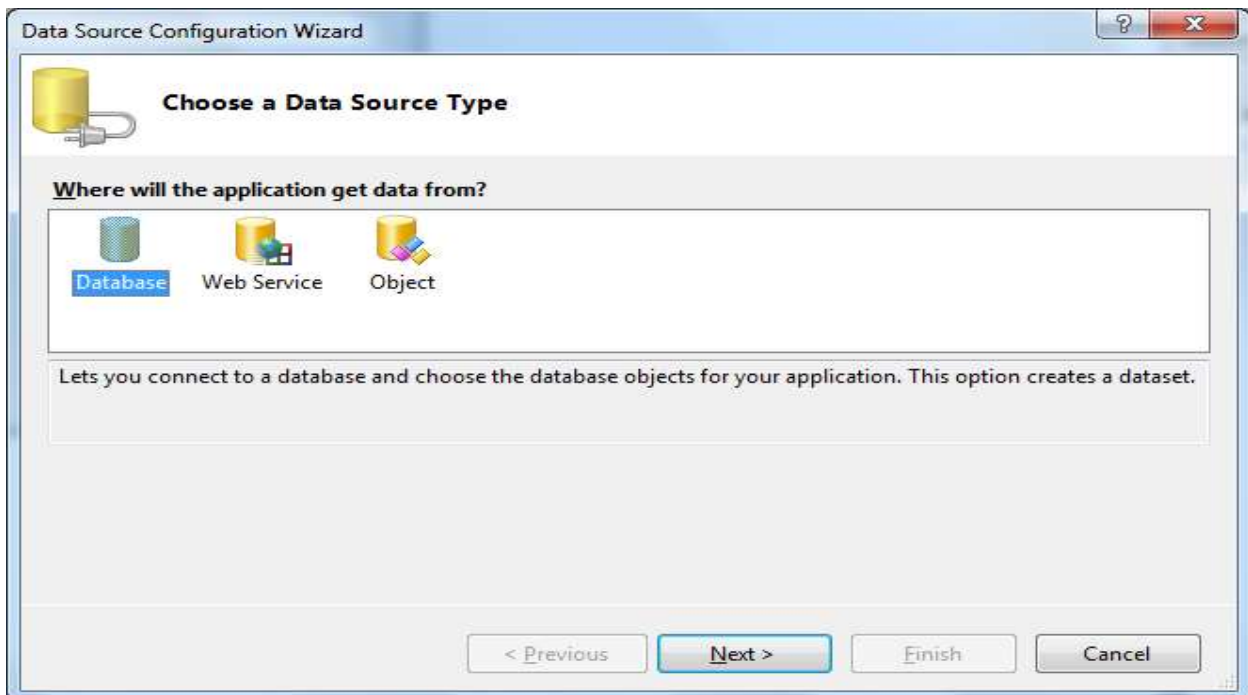 Data Source Configuration Wizard
Choose a Data Source Type
Where will the application get data from?
Database Web Service Object
Lets you connect to a database and choose the database objects for your application. This option creates a dataset.
< Previous Next > Finish Cancel